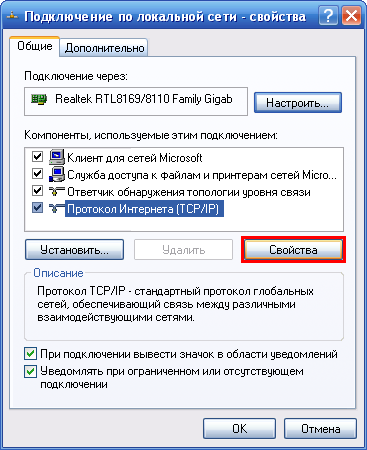 Подключение по локальной сети - свойства
Общие
Дополнительно
Подключение через:
Realtek RTL8169/8110 Family Gigab
Настроить...
Компоненты, используемые этим подключением:
Клиент для сетей Microsoft
Служба доступа к файлам и принтерам сетей Micro...
Ответчик обнаружения топологии уровня связи
Протокол Интернета (TCP/IP)
Установить...
Удалить
Свойства
Описание
Протокол TCP/IP - стандартный протокол глобальных
сетей, обеспечивающий связь между различными
взаимодействующими сетями.
При подключении вывести значок в области уведомлений
Уведомлять при ограниченном или отсутствующем
подключении
OK
Отмена